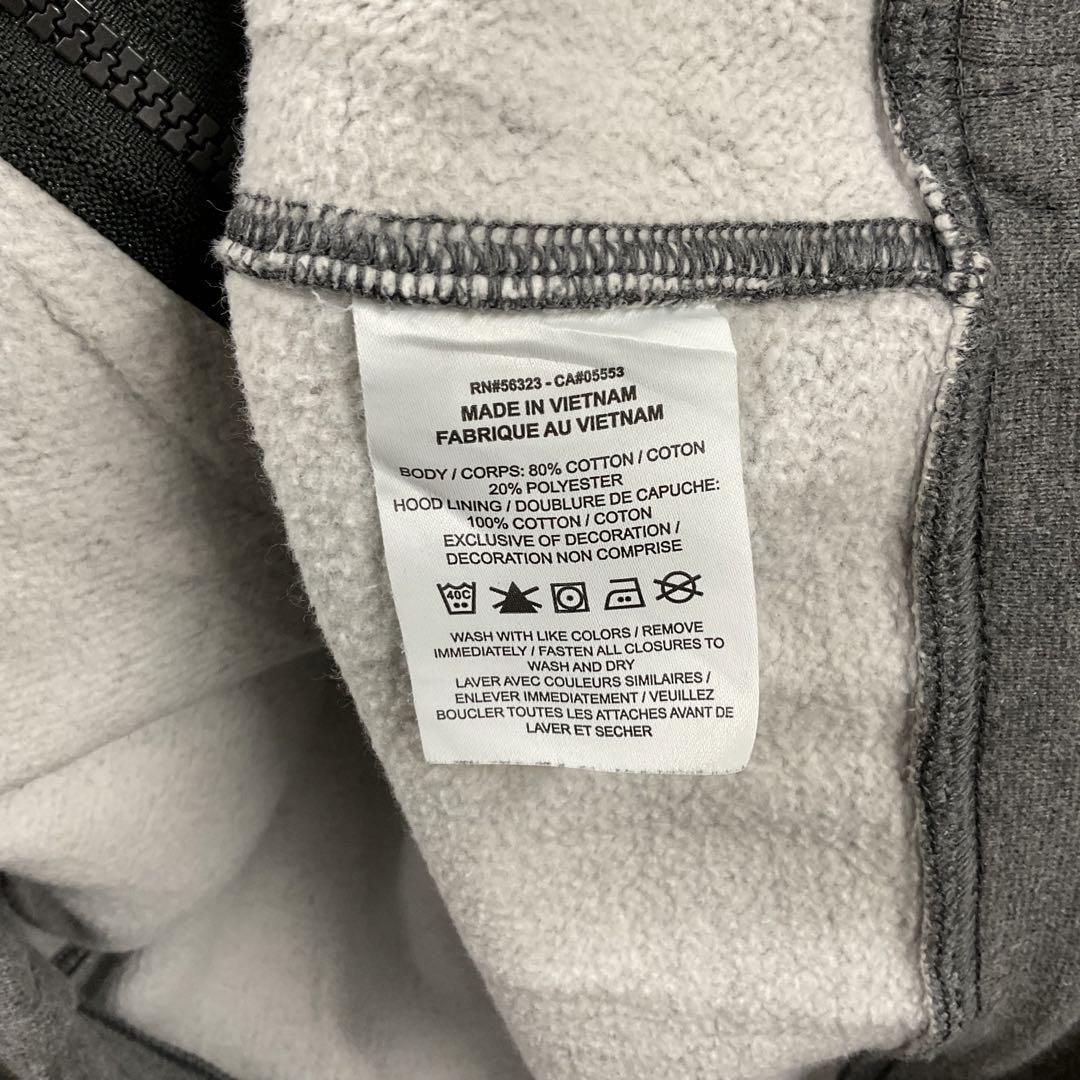 RN#56323 - CA#05553
MADE IN VIETNAM
FABRIQUE AU VIETNAM
BODY / CORPS: 80% COTTON / COTON
20% POLYESTER
HOOD LINING / DOUBLURE DE CAPUCHE:
100% COTTON / COTON
EXCLUSIVE OF DECORATION /
DECORATION NON COMPRISE
40C
WASH WITH LIKE COLORS / REMOVE
IMMEDIATELY / FASTEN ALL CLOSURES TO
WASH AND DRY
LAVER AVEC COULEURS SIMILAIRES /
ENLEVER IMMEDIATEMENT / VEUILLEZ
BOUCLER TOUTES LES ATTACHES AVANT DE
LAVER ET SECHER